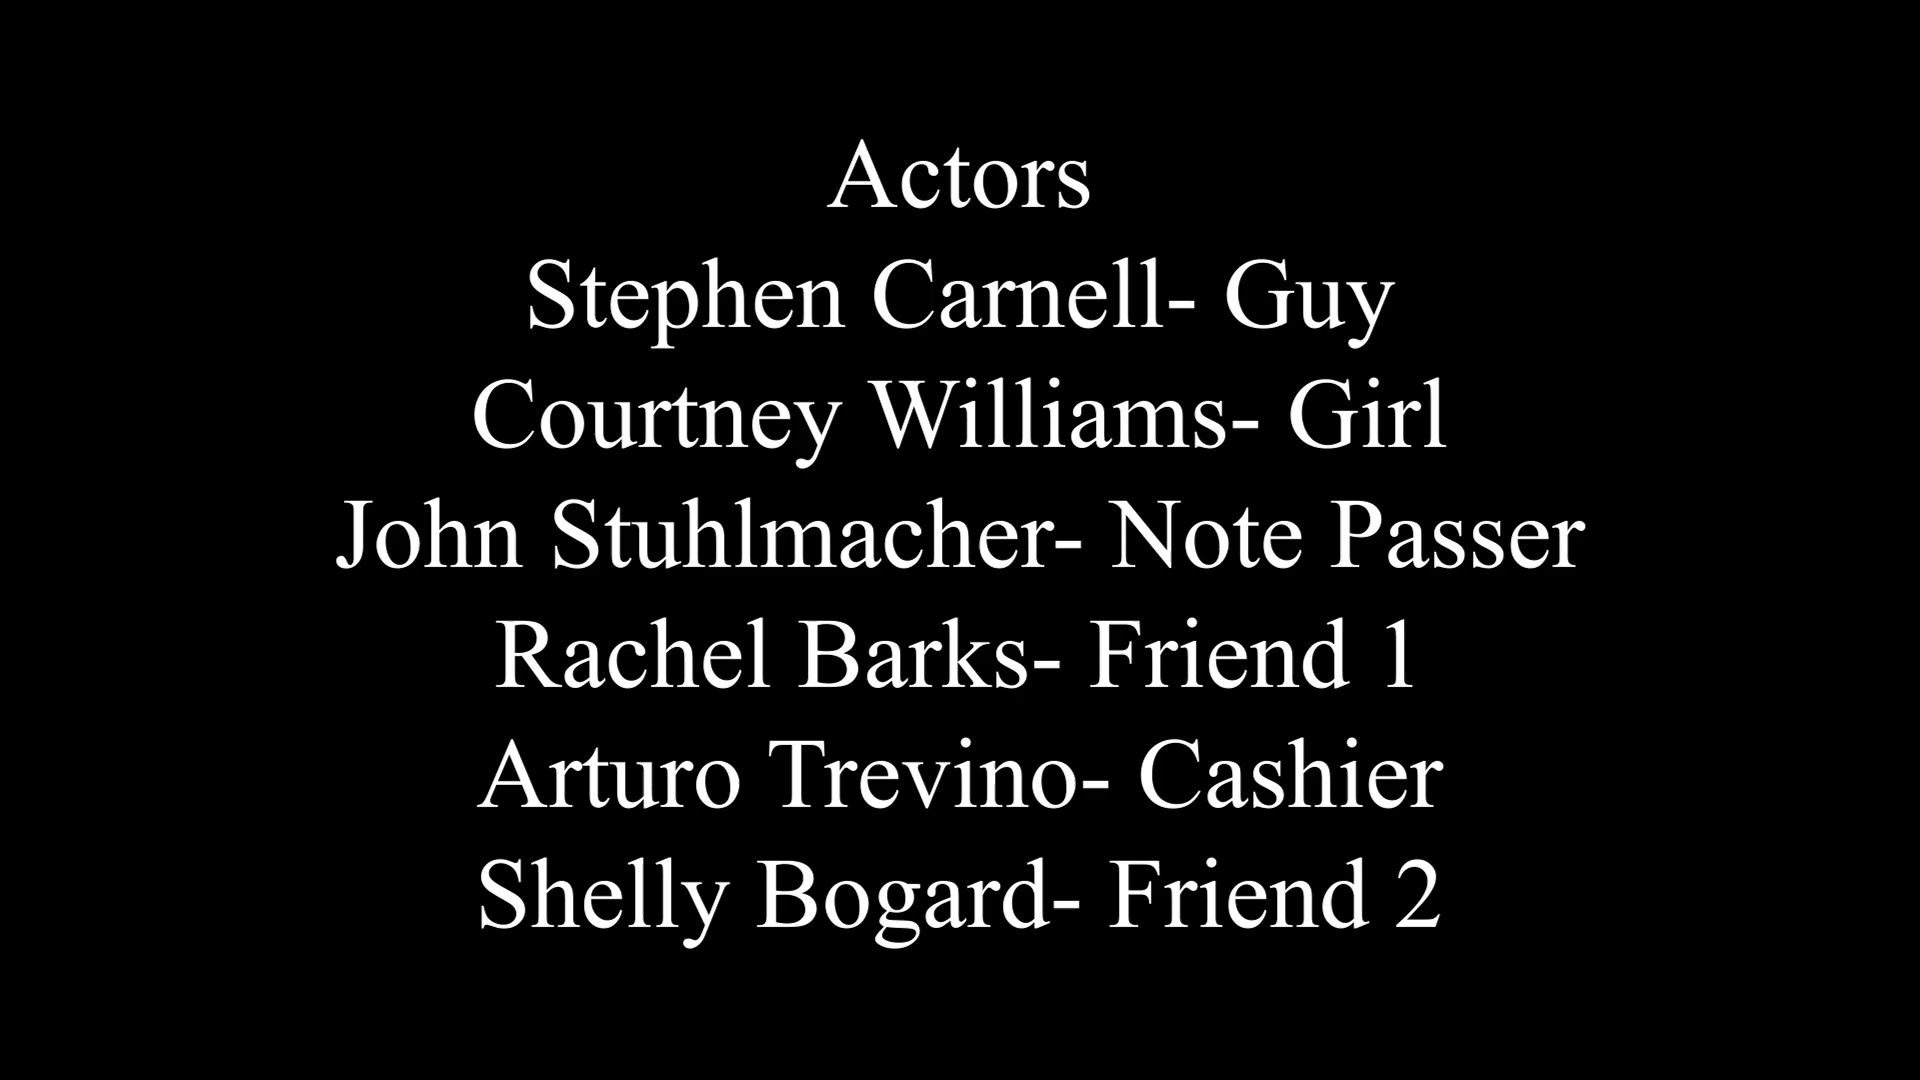 Actors
Stephen Carnell- Guy
Courtney Williams- Girl
John Stuhlmacher- Note Passer
Rachel Barks- Friend 1
Arturo Trevino- Cashier
Shelly Bogard- Friend 2